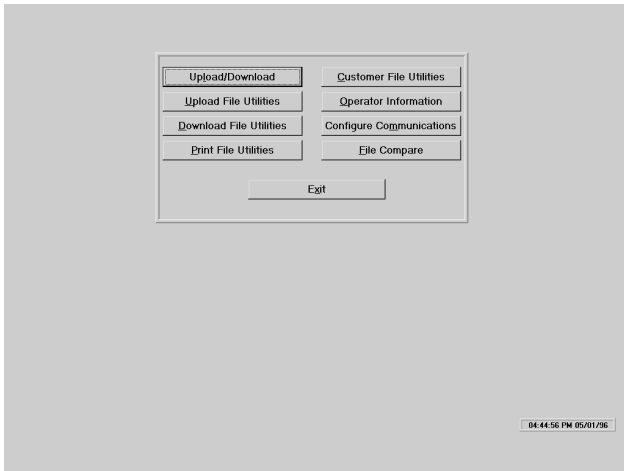 Upload/Download
Customer File Utilities
Upload File Utilities
Operator Information
Download File Utilities
Configure Communications
Print File Utilities
File Compare
Exit
04:44:56 PM 05/01/96